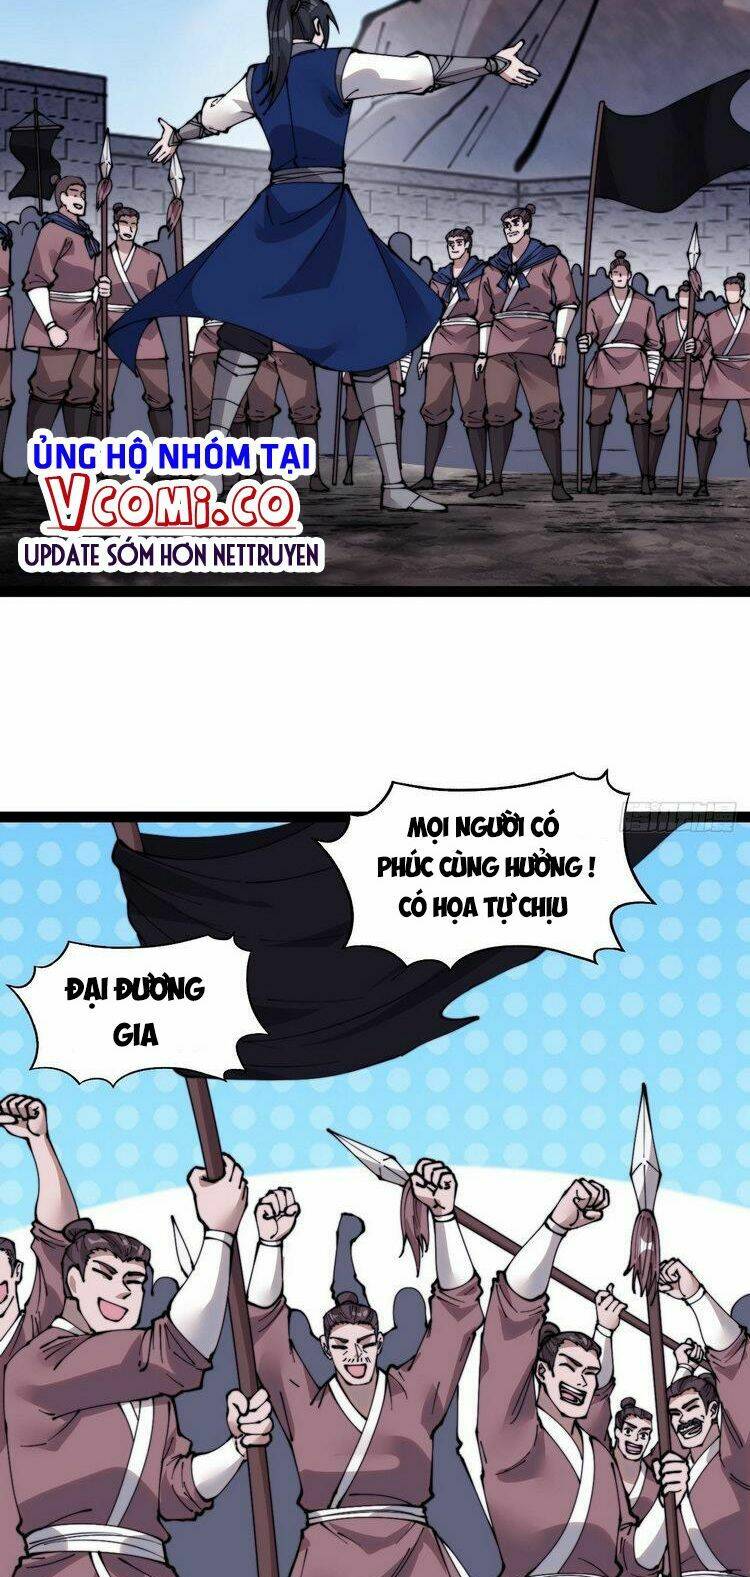 ỦNG HỘ NHÓM TẠI
VCOMI.CO
UPDATE SỚM HƠN NETTRUYEN
MỌI NGƯỜI CÓ
PHÚC CÙNG HƯỞNG !
CÓ HỌA TỰ CHỊU
ĐẠI ĐƯƠNG
GIA